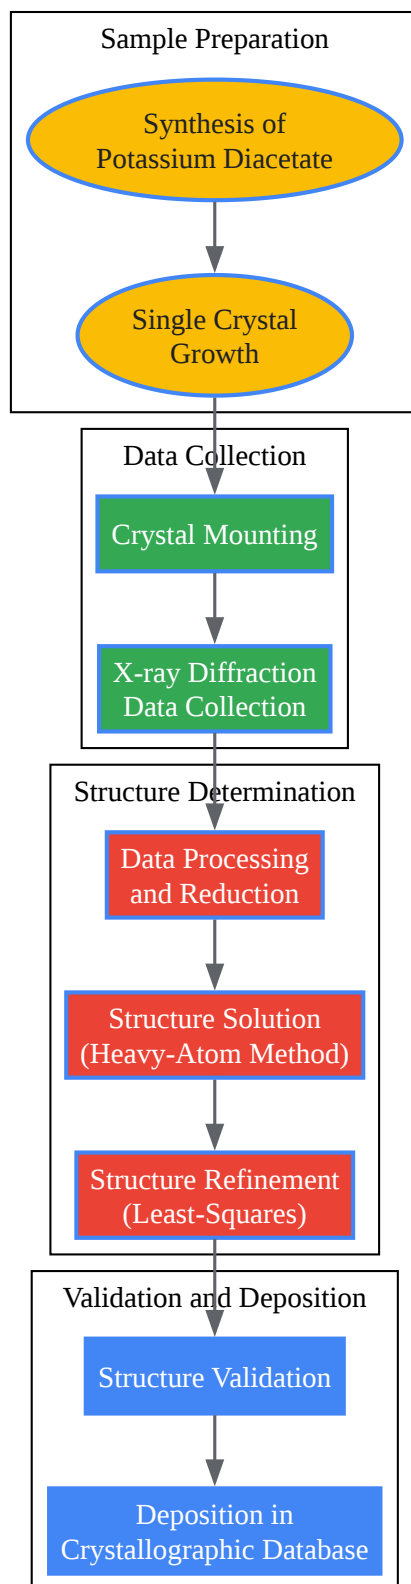 Sample Preparation
Synthesis of
Potassium Diacetate
Single Crystal
Growth
Data Collection
Crystal Mounting
X-ray Diffraction
Data Collection
Structure Determination
Data Processing
and Reduction
Structure Solution
(Heavy-Atom Method)
Structure Refinement
(Least-Squares)
Validation and Deposition
Structure Validation
Deposition in
Crystallographic Database